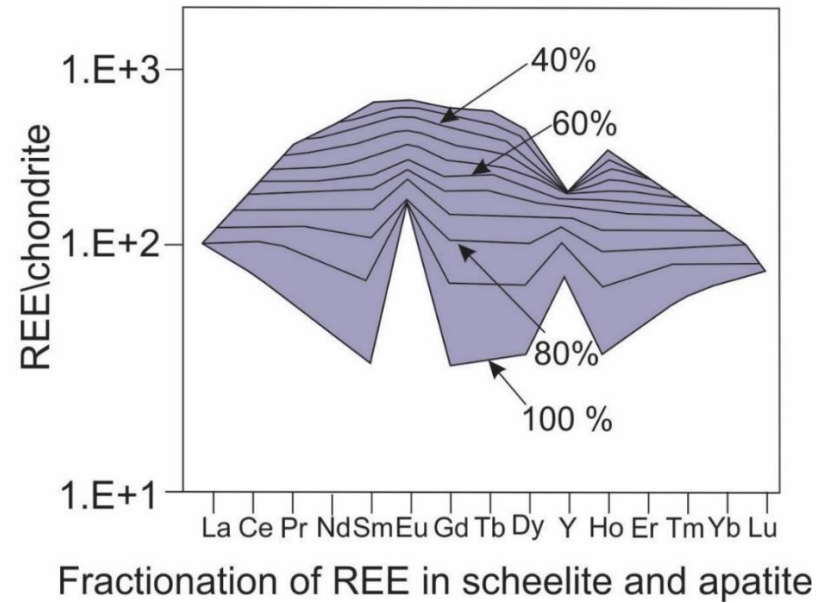 REE\chondrite
1.E+3
1.E+2
1.E+1
40%
60%
80%
100 %
La Ce Pr Nd Sm Eu Gd Tb Dy Y Ho Er Tm Yb Lu
Fractionation of REE in scheelite and apatite